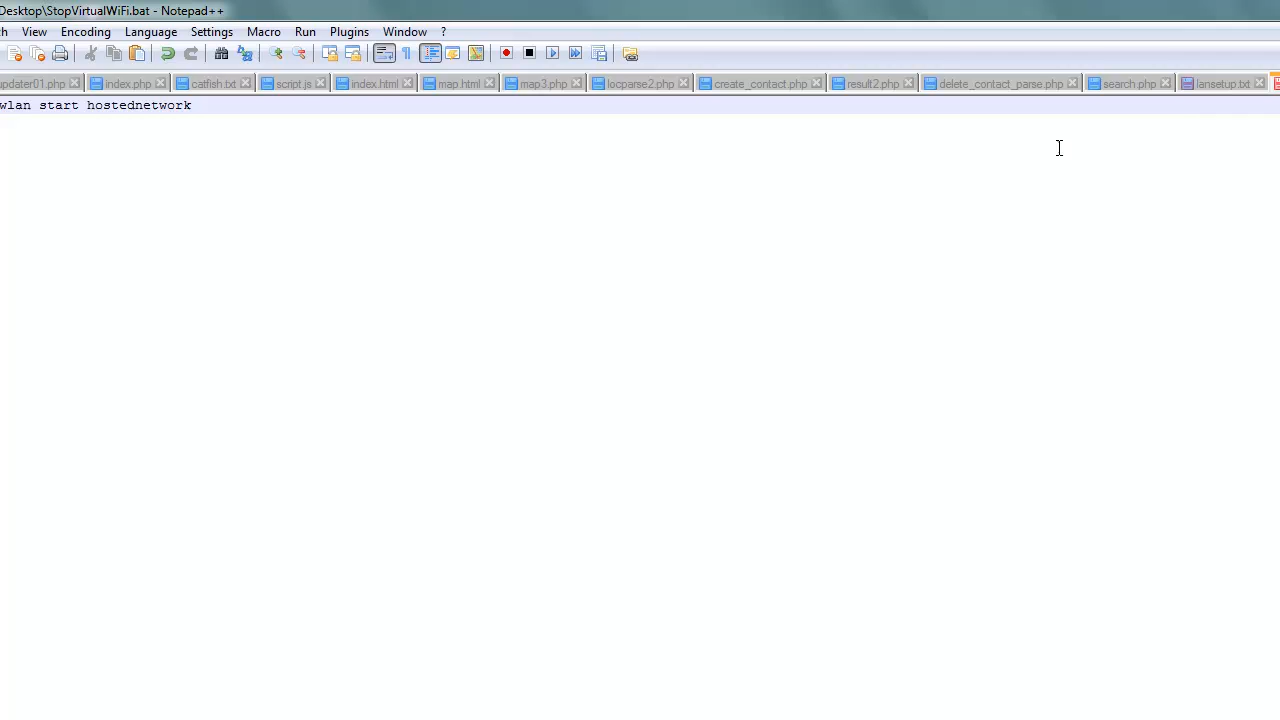 Desktop\StopVirtualWiFi.bat - Notepad++
View Encoding Language Settings Macro Run Plugins Window ?
index.php catfish.txt script.js index.html map.html map3.php locparse2.php create_contact.php result2.php delete_contact_parse.php search.php lansetup.txt
wlan start hostednetwork